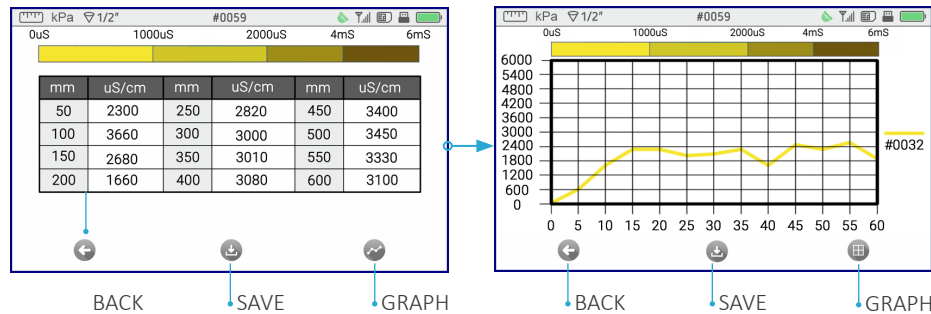 kPa ▽1/2" #0059
0uS 1000uS 2000uS 4mS 6mS
mm uS/cm mm uS/cm mm uS/cm
50 2300 250 2820 450 3400
100 3660 300 3000 500 3450
150 2680 350 3010 550 3330
200 1660 400 3080 600 3100
BACK SAVE GRAPH
kPa ▽1/2" #0059
0uS 1000uS 2000uS 4mS 6mS
6000
5400
4800
4200
3600
3000
2400
1800
1200
600
0
#0032
0 5 10 15 20 25 30 35 40 45 50 55 60
BACK SAVE GRAPH